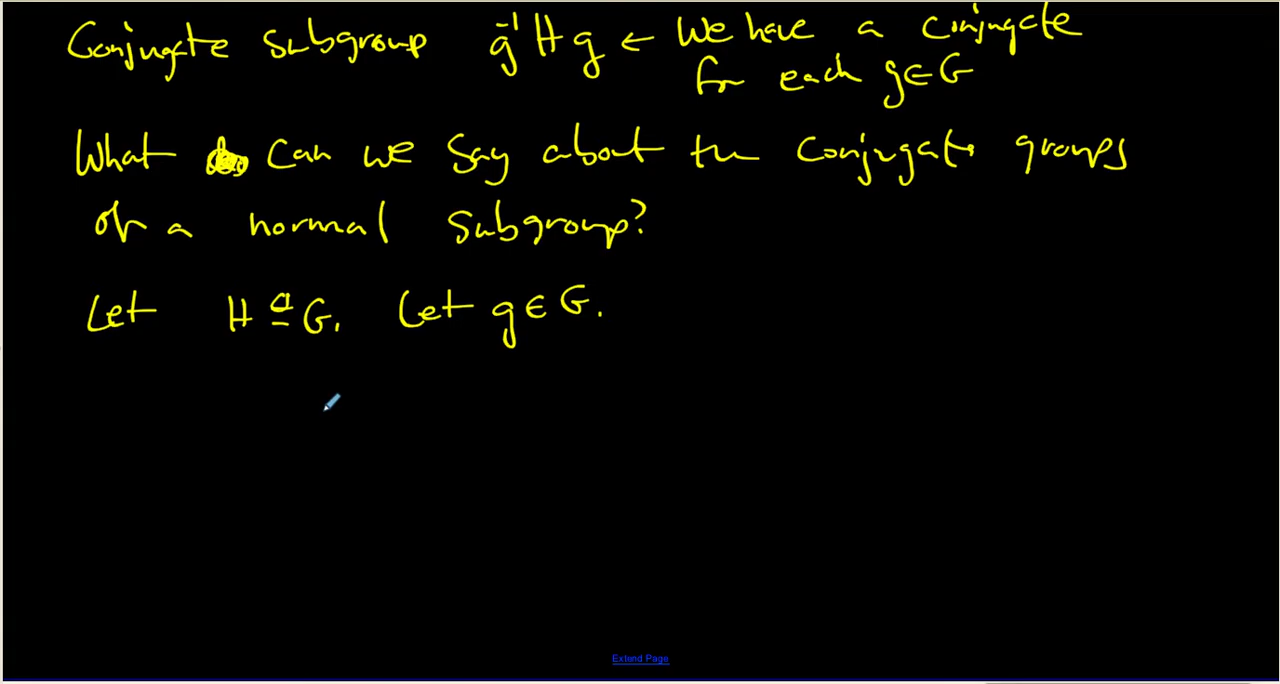 Conjugate subgroup g⁻¹Hg ← We have a conjugate
for each g∈G
What can we say about the conjugate groups
of a normal subgroup?
Let H ⊴ G. Let g ∈ G.
Extend Page